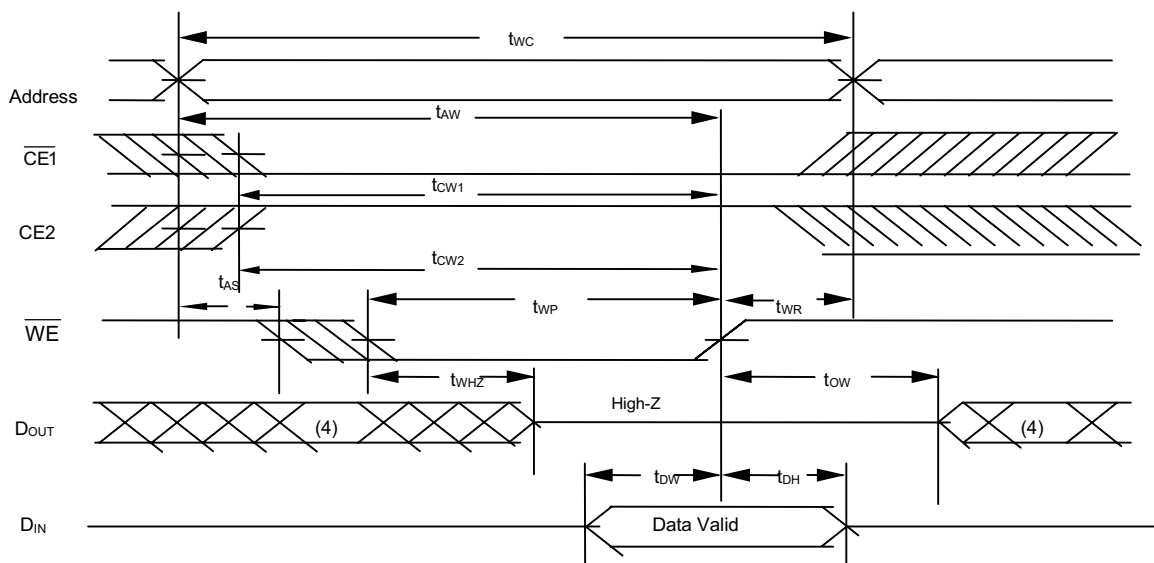 tWC
Address
tAW
CE1
tCW1
CE2
tCW2
tAS
tWP
tWR
WE
tWHZ
tOW
High-Z
DOUT
(4)
(4)
tDW
tDH
DIN
Data Valid